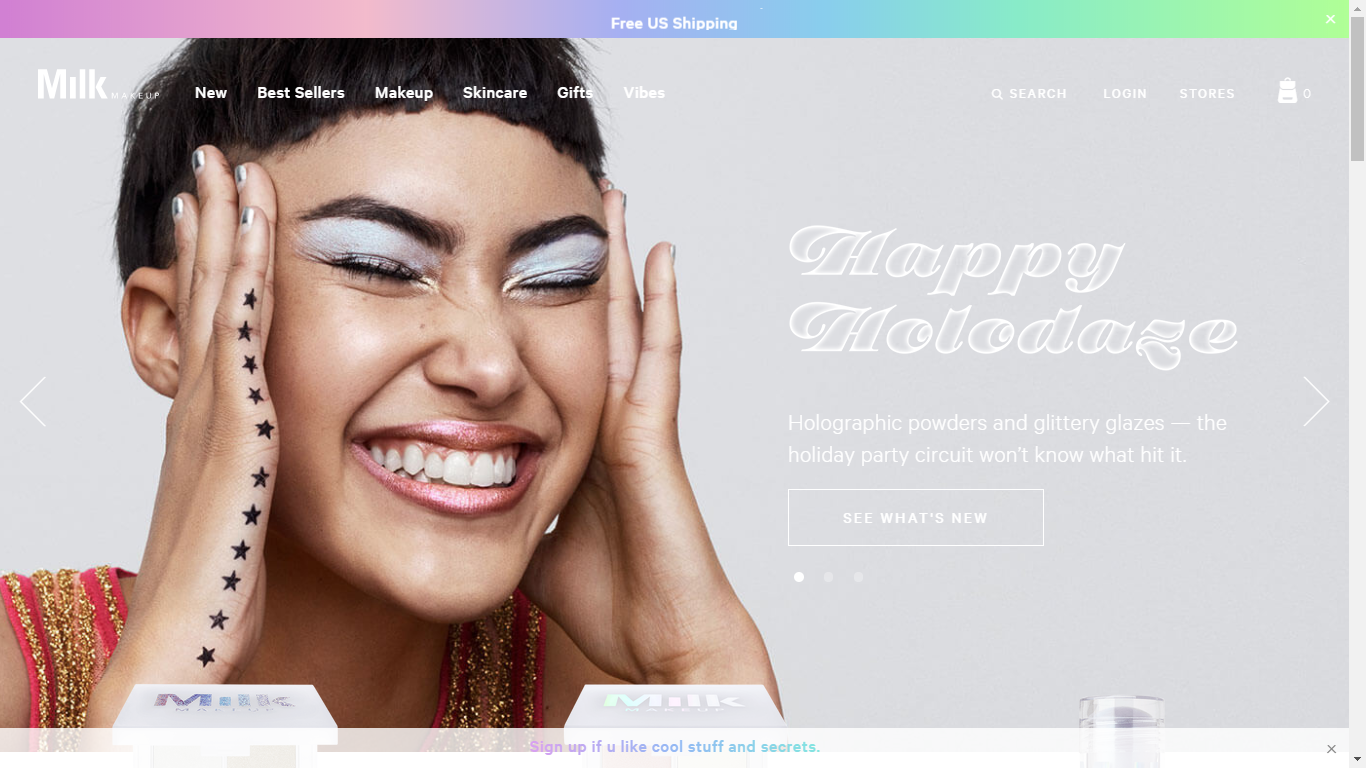 Free US Shipping
Milk MAKEUP
New Best Sellers Makeup Skincare Gifts Vibes
SEARCH LOGIN STORES 0
Happy
Holodaze
Holographic powders and glittery glazes — the
holiday party circuit won't know what hit it.
SEE WHAT'S NEW
Milk
MAKEUP
Milk
MAKEUP
Sign up if u like cool stuff and secrets.